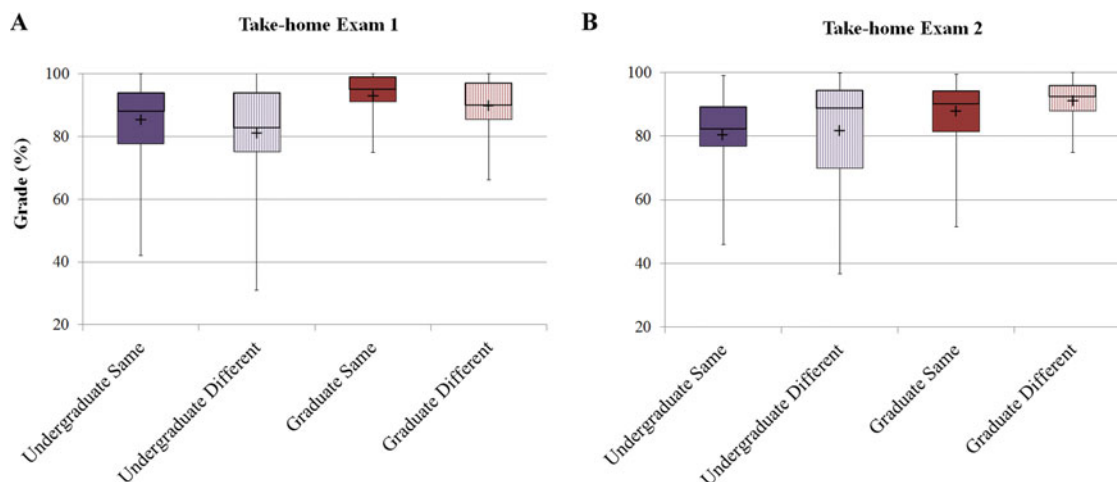 A
Take-home Exam 1
Grade (%)
100
80
60
40
20
Undergraduate Same
Undergraduate Different
Graduate Same
Graduate Different
B
Take-home Exam 2
100
80
60
40
20
Undergraduate Same
Undergraduate Different
Graduate Same
Graduate Different